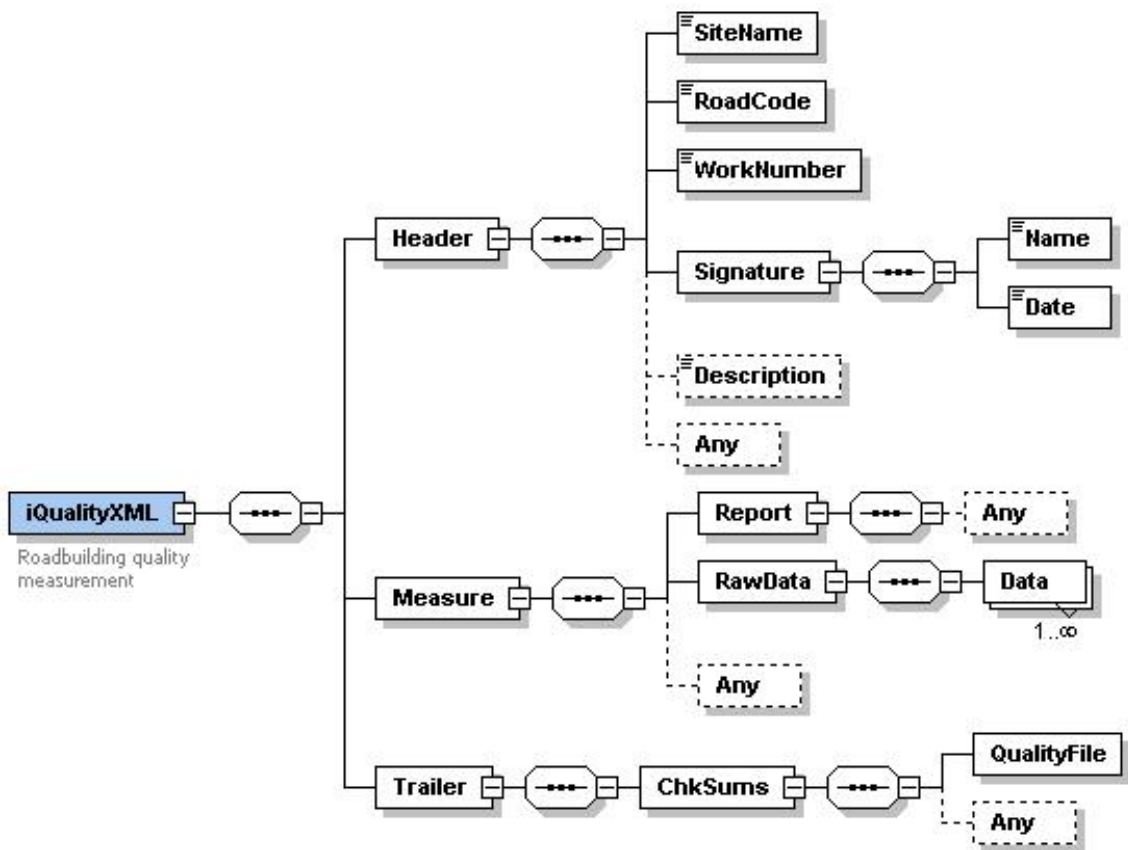 SiteName
RoadCode
WorkNumber
Header
Signature
Name
Date
Description
Any
iQualityXML
Roadbuilding quality
measurement
Report
Any
Measure
RawData
Data
1...∞
Any
Trailer
ChkSums
QualityFile
Any